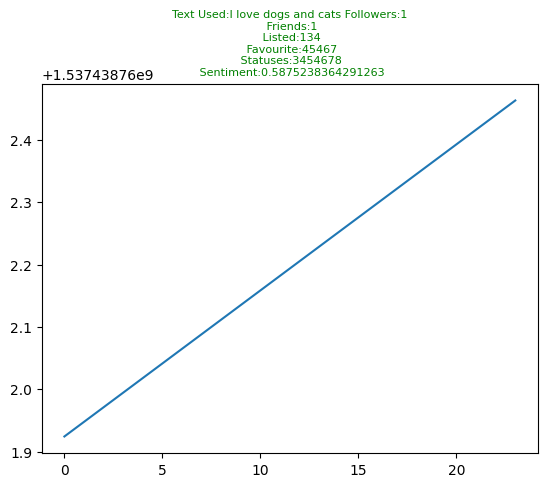 Text Used:I love dogs and cats Followers:1
Friends:1
Listed:134
Favourite:45467
Statuses:3454678
Sentiment:0.5875238364291263
+1.53743876e9
2.4
2.3
2.2
2.1
2.0
1.9
0 5 10 15 20